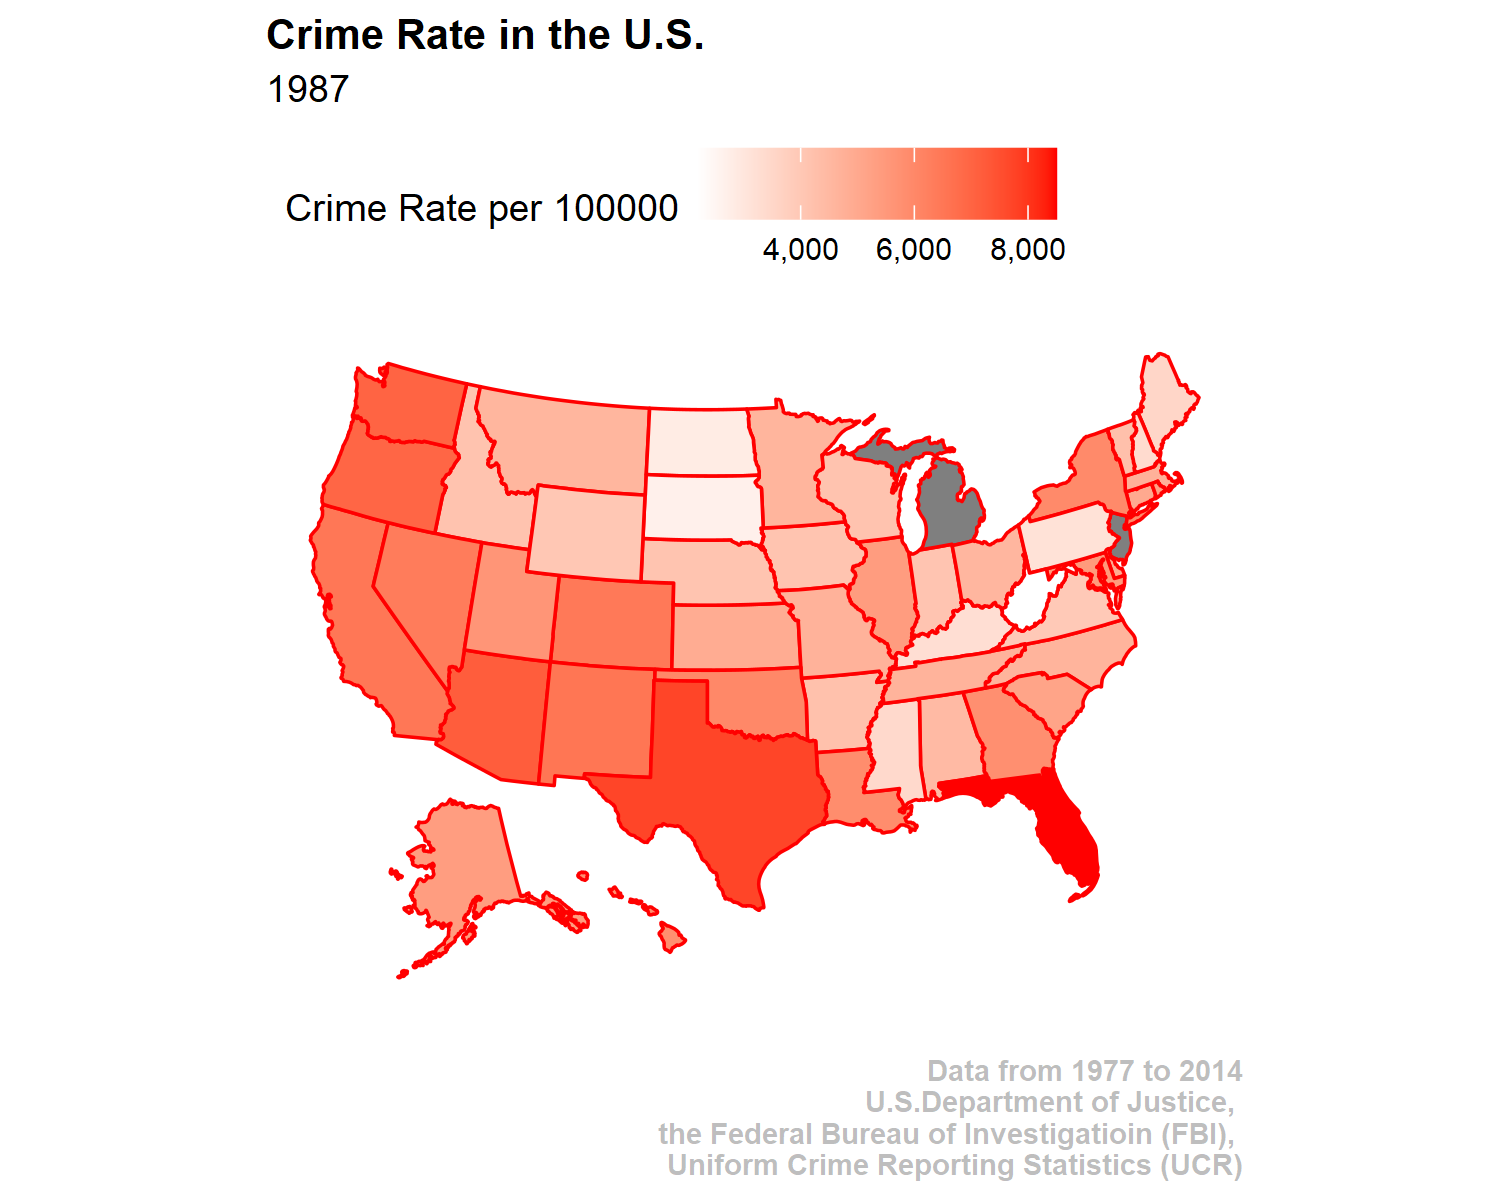 Crime Rate in the U.S.
1987
Crime Rate per 100000
4,000 6,000 8,000
Data from 1977 to 2014
U.S.Department of Justice,
the Federal Bureau of Investigatioin (FBI),
Uniform Crime Reporting Statistics (UCR)